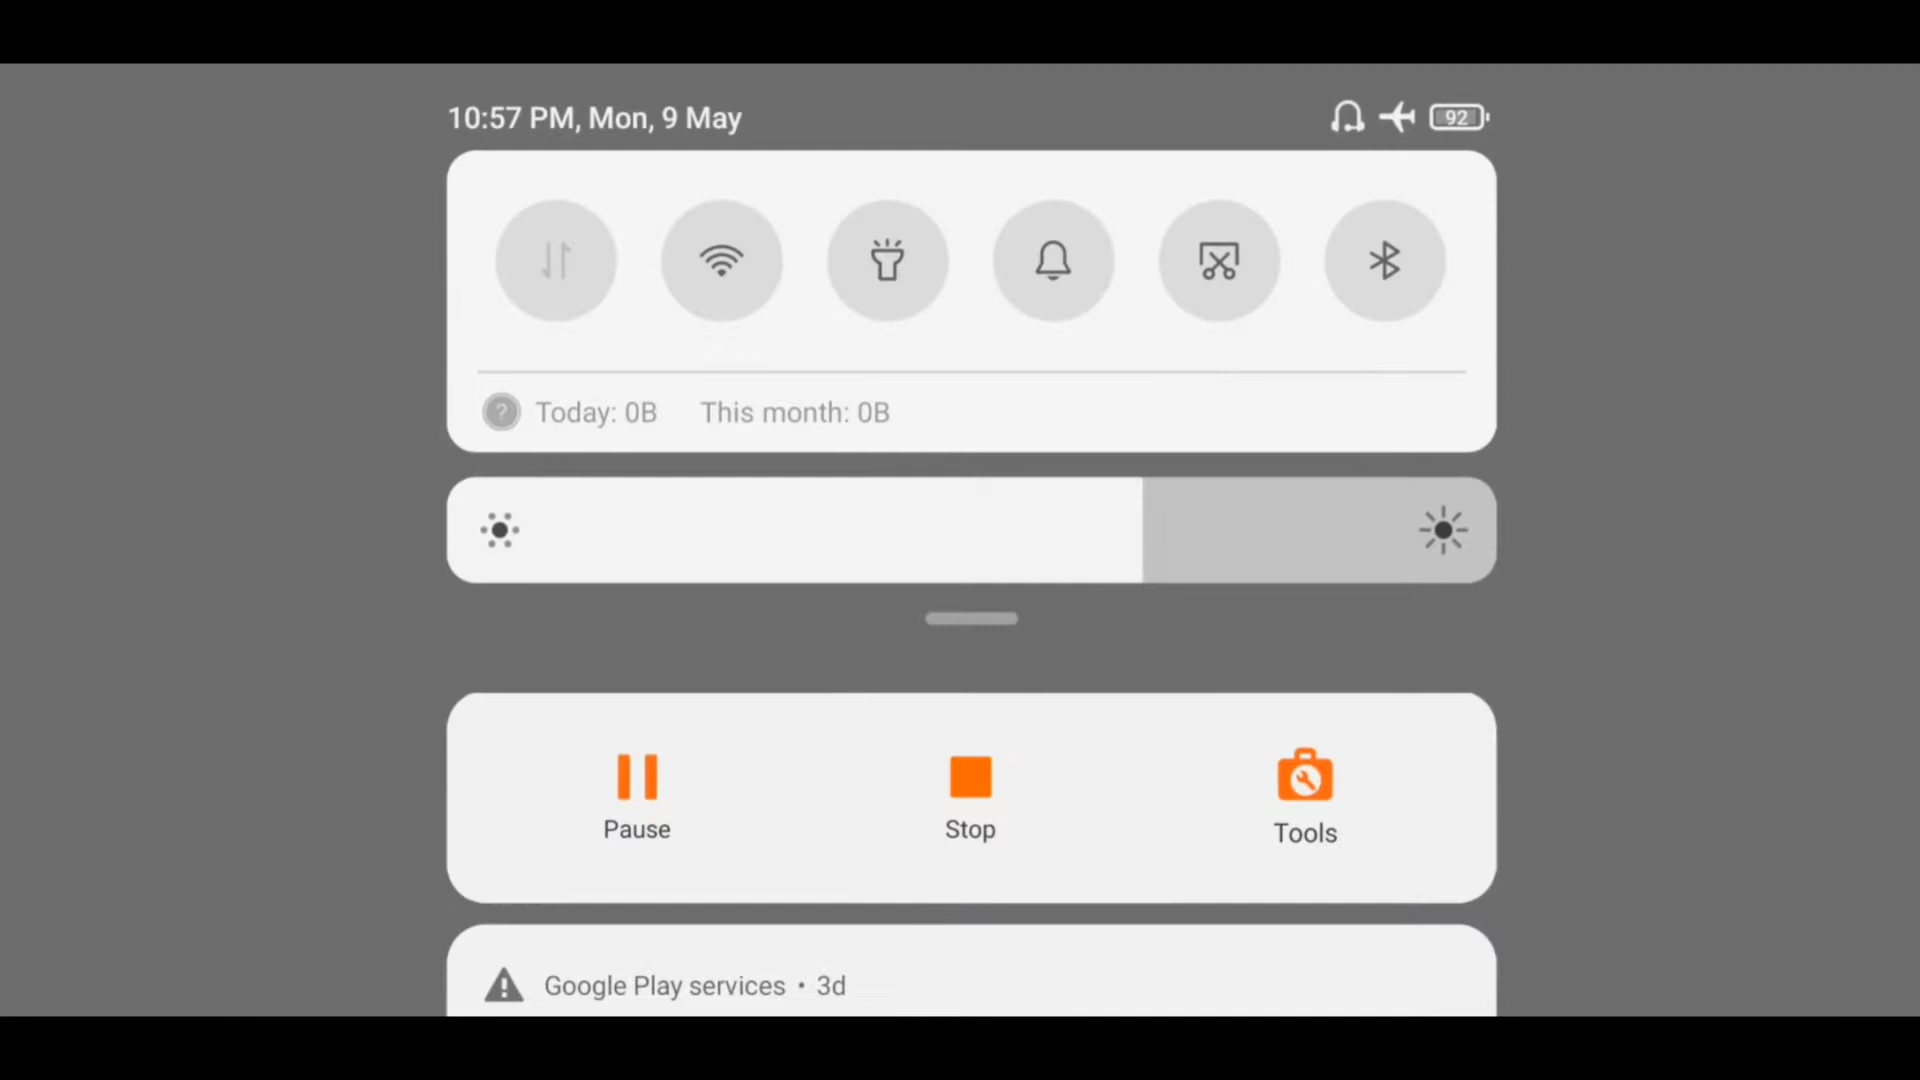 10:57 PM, Mon, 9 May
92
Today: 0B This month: 0B
Pause Stop Tools
Google Play services • 3d